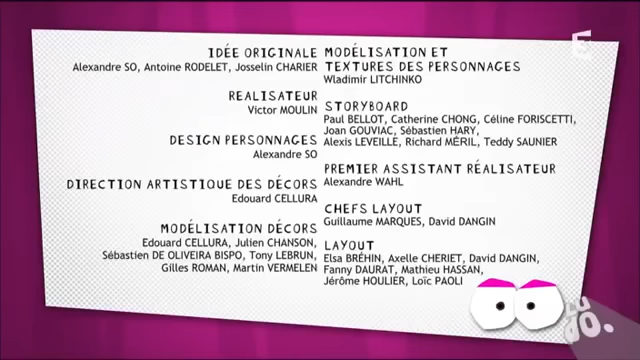 IDÉE ORIGINALE
Alexandre SO, Antoine RODELET, Josselin CHARIER
REALISATEUR
Victor MOULIN
DESIGN PERSONNAGES
Alexandre SO
DIRECTION ARTISTIQUE DES DÉCORS
Edouard CELLURA
MODÉLISATION DÉCORS
Edouard CELLURA, Julien CHANSON,
Sébastien DE OLIVEIRA BISPO, Tony LEBRUN,
Gilles ROMAN, Martin VERMELEN
MODÉLISATION ET
TEXTURES DES PERSONNAGES
Wladimir LITCHINKO
STORYBOARD
Paul BELLOT, Catherine CHONG, Céline FORISCETTI,
Joan GOUVIAC, Sébastien HARY,
Alexis LEVEILLE, Richard MÉRIL, Teddy SAUNIER
PREMIER ASSISTANT RÉALISATEUR
Alexandre WAHL
CHEFS LAYOUT
Guillaume MARQUES, David DANGIN
LAYOUT
Elsa BRÉHIN, Axelle CHERIET, David DANGIN,
Fanny DAURAT, Mathieu HASSAN,
Jérôme HOULIER, Loïc PAOLI
5
LU
DO.